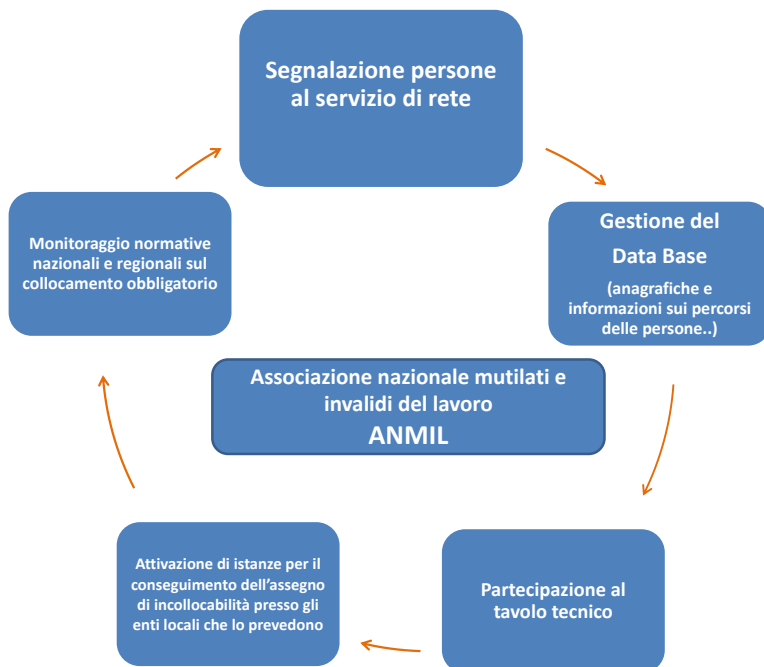 Segnalazione persone
al servizio di rete
Gestione del
Data Base
(anagrafiche e
informazioni sui percorsi
delle persone..)
Partecipazione al
tavolo tecnico
Attivazione di istanze per il
conseguimento dell'assegno
di incollocabilità presso gli
enti locali che lo prevedono
Monitoraggio normative
nazionali e regionali sul
collocamento obbligatorio
Associazione nazionale mutilati e
invalidi del lavoro
ANMIL